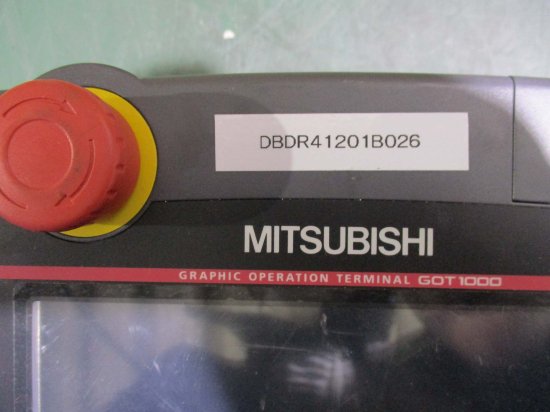 DBDR41201B026
MITSUBISHI
GRAPHIC OPERATION TERMINAL GOT1000